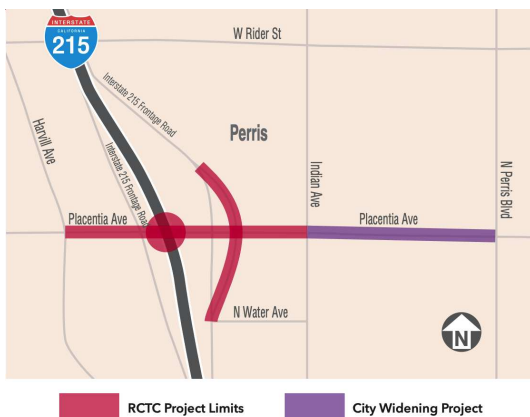 INTERSTATE
CALIFORNIA
215
W Rider St
Interstate 215 Frontage Road
Harvill Ave
Perris
Interstate 215 Frontage Road
Indian Ave
N Perris Blvd
Placentia Ave
Placentia Ave
N Water Ave
N
RCTC Project Limits
City Widening Project